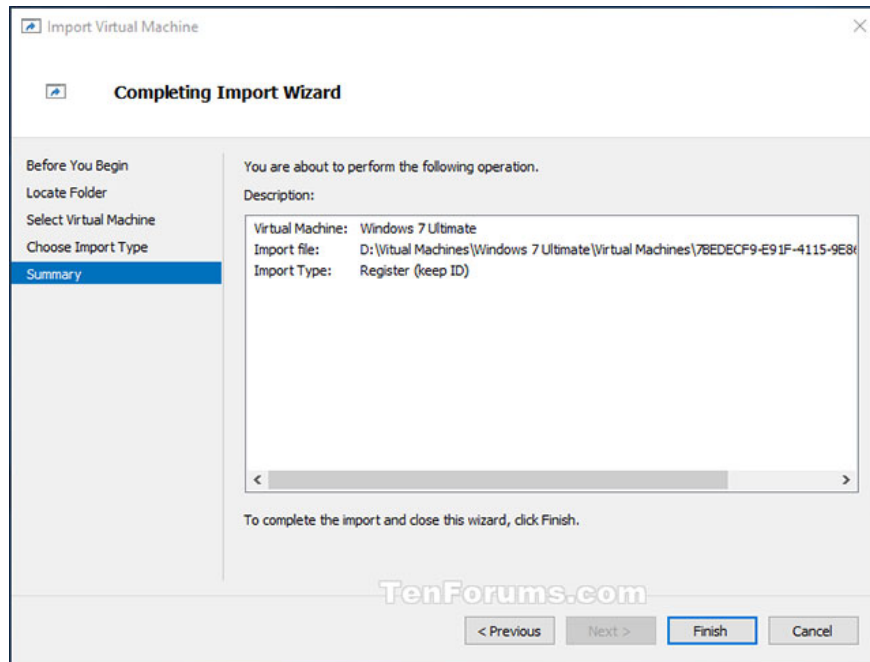 Import Virtual Machine
Completing Import Wizard
Before You Begin
Locate Folder
Select Virtual Machine
Choose Import Type
Summary
You are about to perform the following operation.
Description:
Virtual Machine: Windows 7 Ultimate
Import file: D:\Vitual Machines\Windows 7 Ultimate\Virtual Machines\7BEDECF9-E91F-4115-9E86
Import Type: Register (keep ID)
To complete the import and close this wizard, click Finish.
TenForums.com
< Previous Next > Finish Cancel